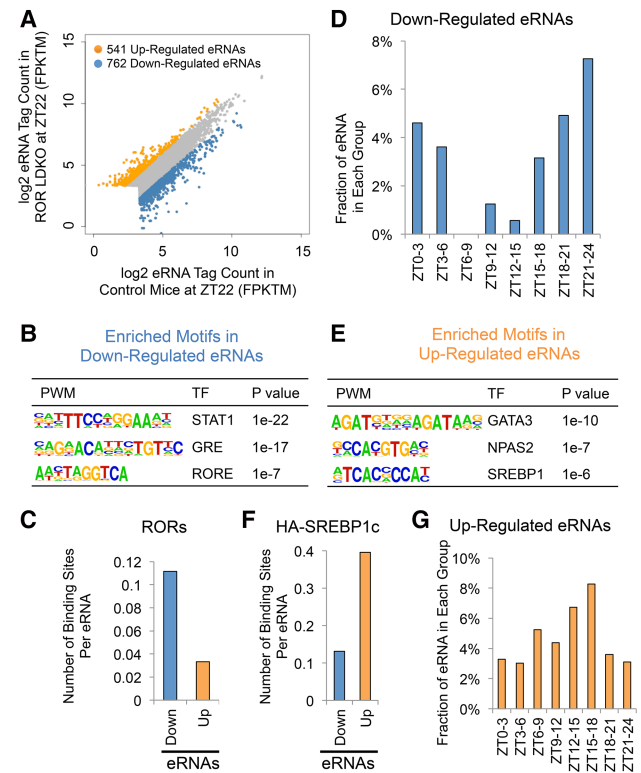 A
15
10
5
0
541 Up-Regulated eRNAs
762 Down-Regulated eRNAs
log2 eRNA Tag Count in
ROR LDKO at ZT22 (FPKTM)
0 5 10 15
log2 eRNA Tag Count in
Control Mice at ZT22 (FPKTM)
D
Down-Regulated eRNAs
8%
6%
4%
2%
0%
Fraction of eRNA
in Each Group
ZT0-3
ZT3-6
ZT6-9
ZT9-12
ZT12-15
ZT15-18
ZT18-21
ZT21-24
B
Enriched Motifs in
Down-Regulated eRNAs
PWM TF P value
STAT1 1e-22
GRE 1e-17
RORE 1e-7
E
Enriched Motifs in
Up-Regulated eRNAs
PWM TF P value
GATA3 1e-10
NPAS2 1e-7
SREBP1 1e-6
C
RORs
Number of Binding Sites
Per eRNA
0.12
0.1
0.08
0.06
0.04
0.02
0
Down
Up
eRNAs
F
HA-SREBP1c
Number of Binding Sites
Per eRNA
0.4
0.3
0.2
0.1
0
Down
Up
eRNAs
G
Up-Regulated eRNAs
Fraction of eRNA in Each Group
10%
8%
6%
4%
2%
0%
ZT0-3
ZT3-6
ZT6-9
ZT9-12
ZT12-15
ZT15-18
ZT18-21
ZT21-24